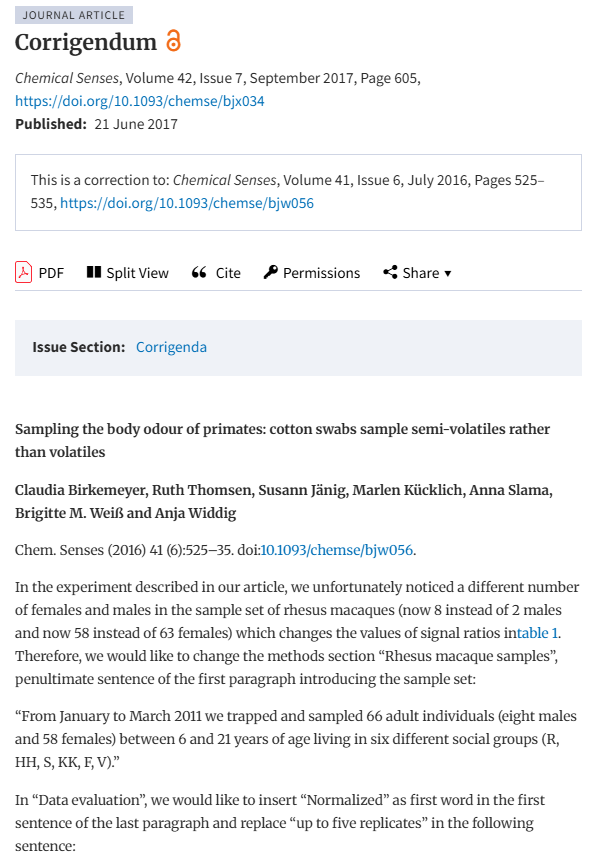 JOURNAL ARTICLE
Corrigendum
Chemical Senses, Volume 42, Issue 7, September 2017, Page 605,
https://doi.org/10.1093/chemse/bjx034
Published: 21 June 2017
This is a correction to: Chemical Senses, Volume 41, Issue 6, July 2016, Pages 525–
535, https://doi.org/10.1093/chemse/bjw056
PDF Split View Cite Permissions Share
Issue Section: Corrigenda
Sampling the body odour of primates: cotton swabs sample semi-volatiles rather
than volatiles
Claudia Birkemeyer, Ruth Thomsen, Susann Jänig, Marlen Kücklich, Anna Slama,
Brigitte M. Weiß and Anja Widdig
Chem. Senses (2016) 41 (6):525–35. doi:10.1093/chemse/bjw056.
In the experiment described in our article, we unfortunately noticed a different number
of females and males in the sample set of rhesus macaques (now 8 instead of 2 males
and now 58 instead of 63 females) which changes the values of signal ratios intable 1.
Therefore, we would like to change the methods section “Rhesus macaque samples”,
penultimate sentence of the first paragraph introducing the sample set:
“From January to March 2011 we trapped and sampled 66 adult individuals (eight males
and 58 females) between 6 and 21 years of age living in six different social groups (R,
HH, S, KK, F, V).”
In “Data evaluation”, we would like to insert “Normalized” as first word in the first
sentence of the last paragraph and replace “up to five replicates” in the following
sentence: